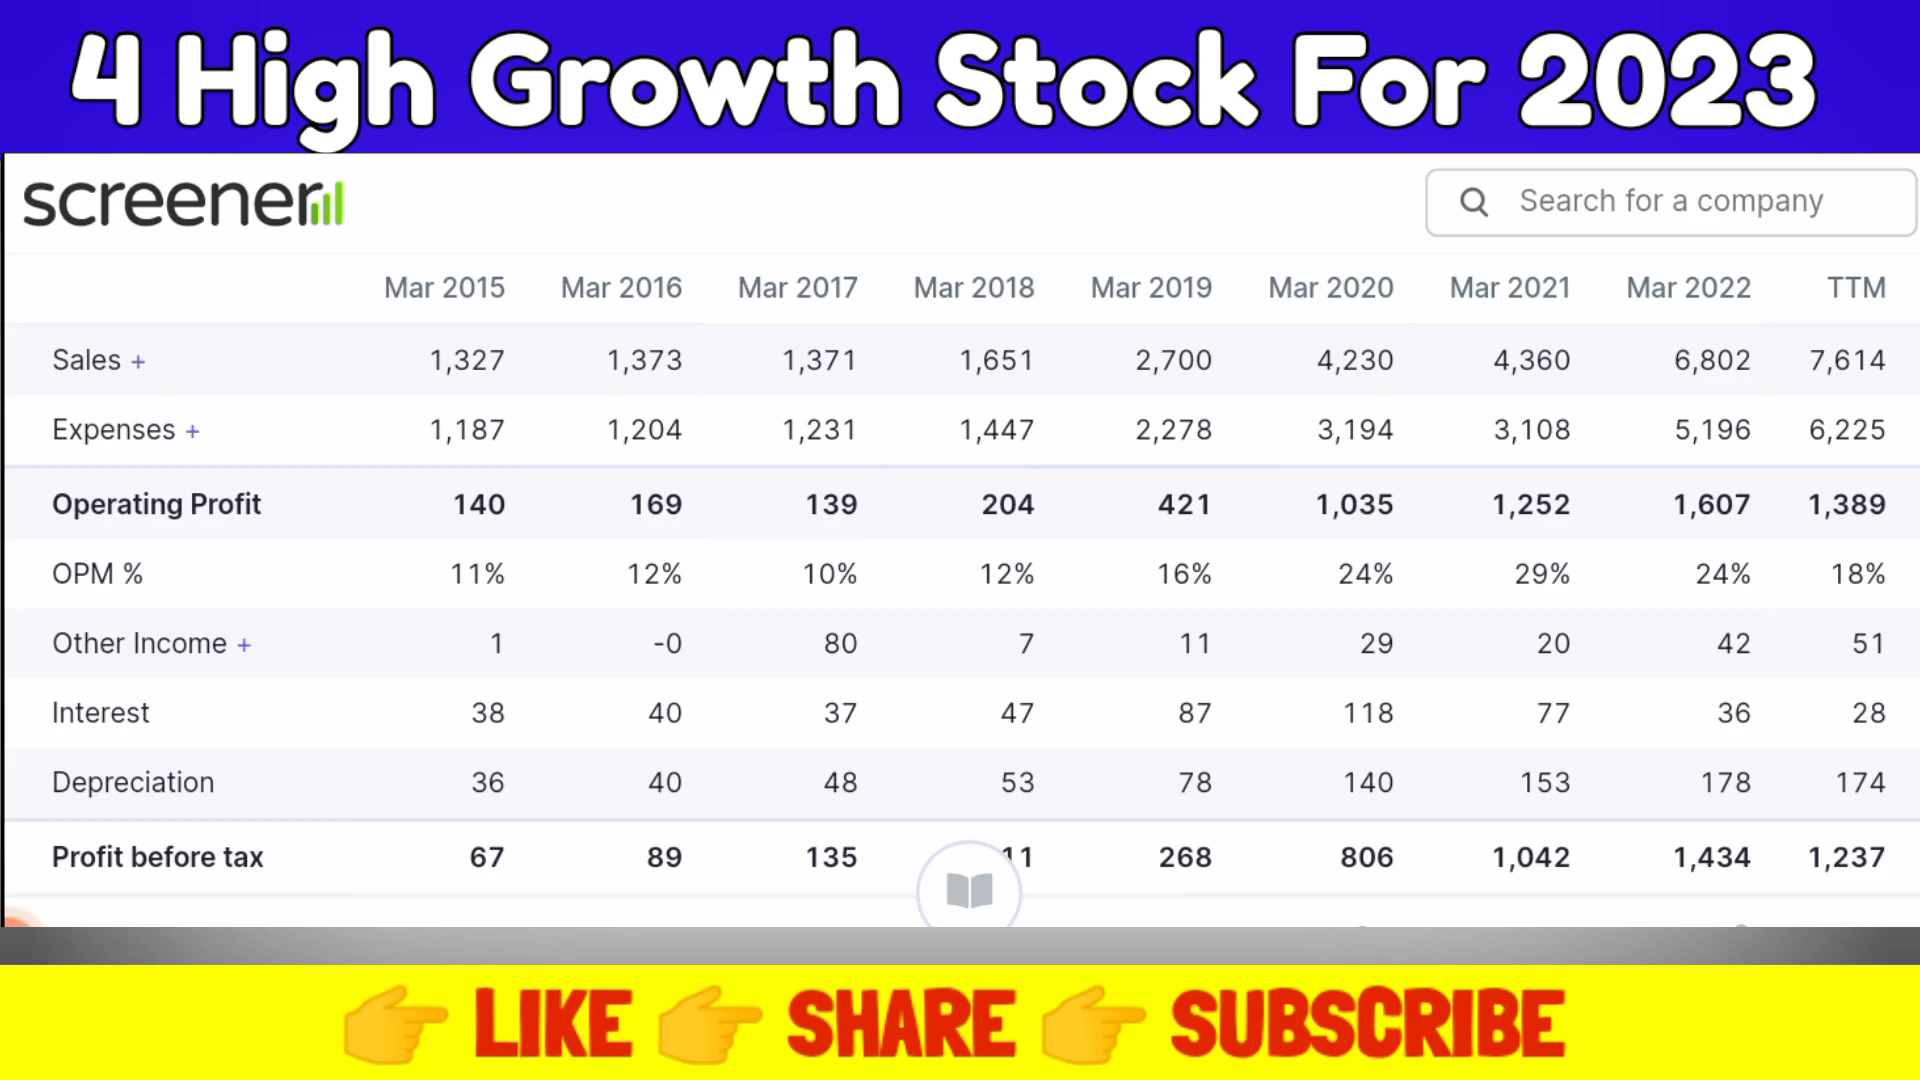 4 High Growth Stock For 2023
screener
Search for a company
Mar 2015 Mar 2016 Mar 2017 Mar 2018 Mar 2019 Mar 2020 Mar 2021 Mar 2022 TTM
Sales + 1,327 1,373 1,371 1,651 2,700 4,230 4,360 6,802 7,614
Expenses + 1,187 1,204 1,231 1,447 2,278 3,194 3,108 5,196 6,225
Operating Profit 140 169 139 204 421 1,035 1,252 1,607 1,389
OPM % 11% 12% 10% 12% 16% 24% 29% 24% 18%
Other Income + 1 -0 80 7 11 29 20 42 51
Interest 38 40 37 47 87 118 77 36 28
Depreciation 36 40 48 53 78 140 153 178 174
Profit before tax 67 89 135 268 806 1,042 1,434 1,237
👉 LIKE 👉 SHARE 👉 SUBSCRIBE